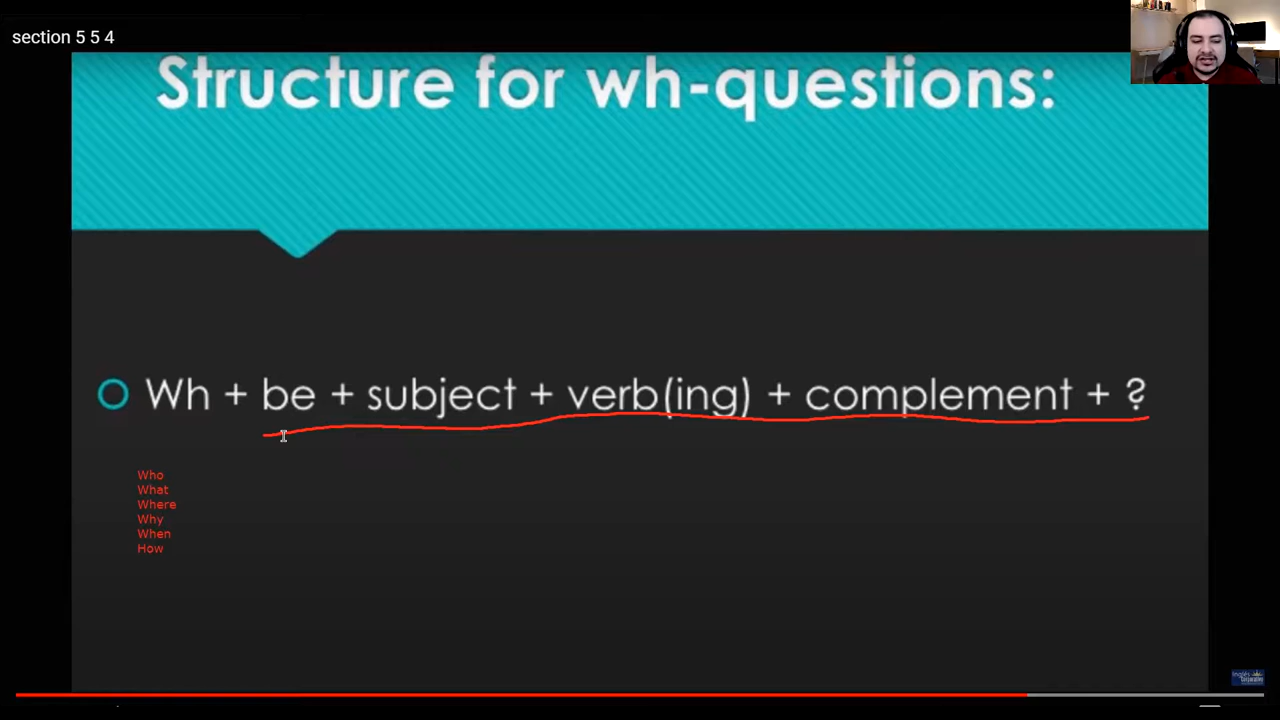 section 5 5 4
Structure for wh-questions:
Wh + be + subject + verb(ing) + complement + ?
Who
What
Where
Why
When
How